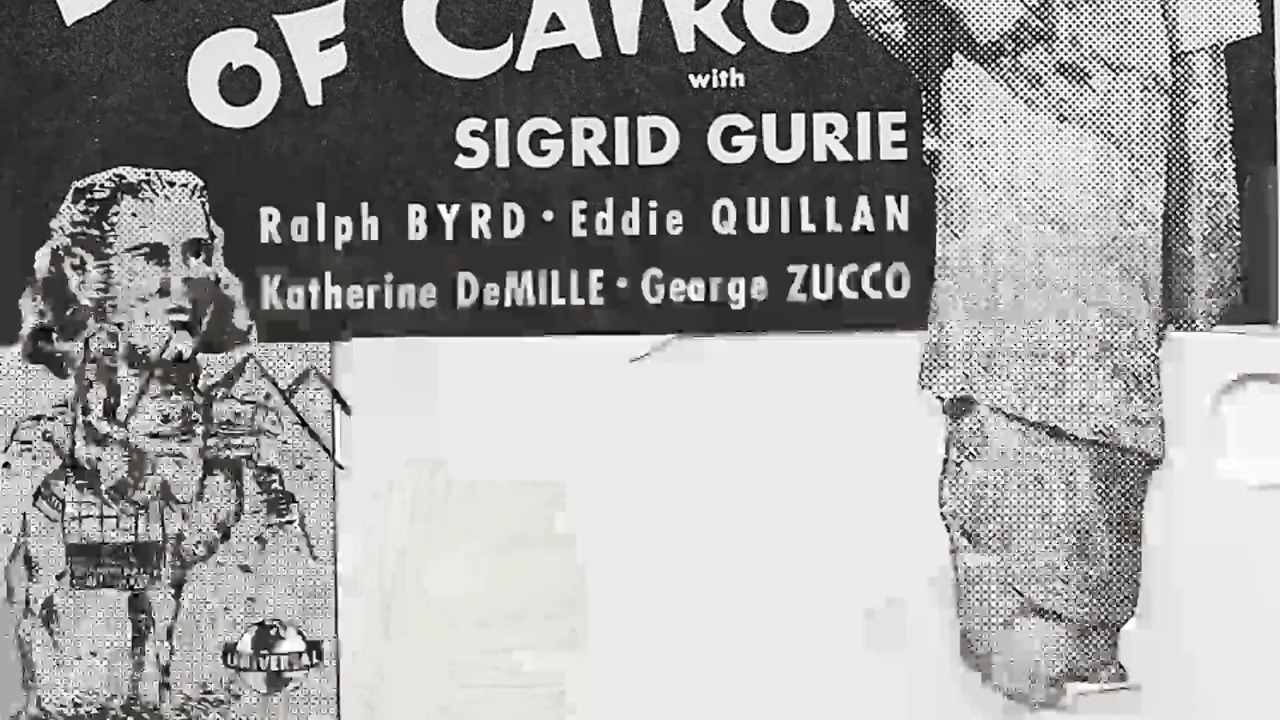 OF CAIRO
with
SIGRID GURIE
Ralph BYRD · Eddie QUILLAN
Katherine DeMILLE · George ZUCCO
UNIVERSAL